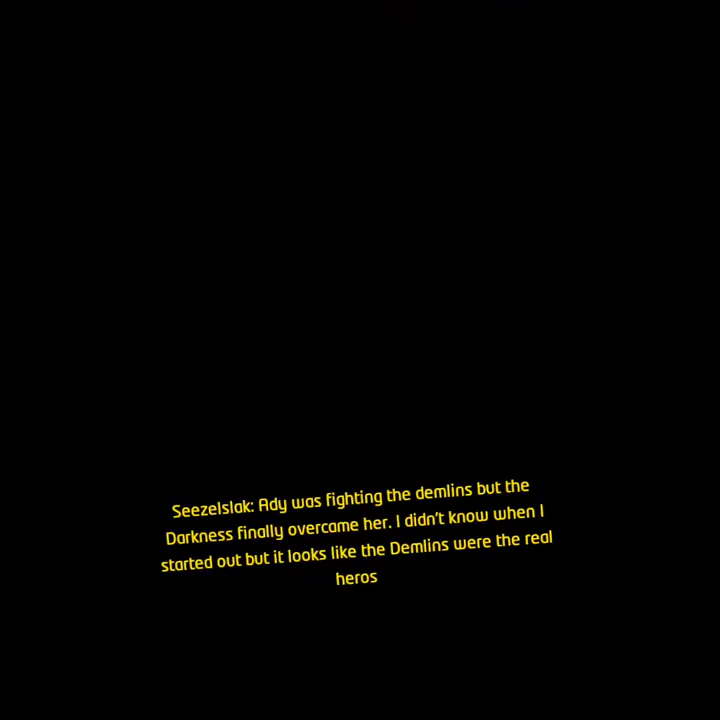 Seezelslak: Ady was fighting the demlins but the
Darkness finally overcame her. I didn't know when I
started out but it looks like the Demlins were the real
heros